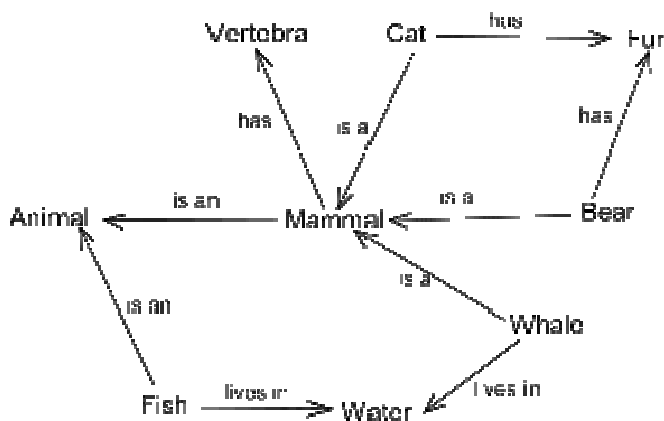 Vertebra
Cat
has
Fur
has
is a
has
Animal
is an
Mammal
is a
Bear
is a
is an
Whale
Fish
lives in
Water
lives in